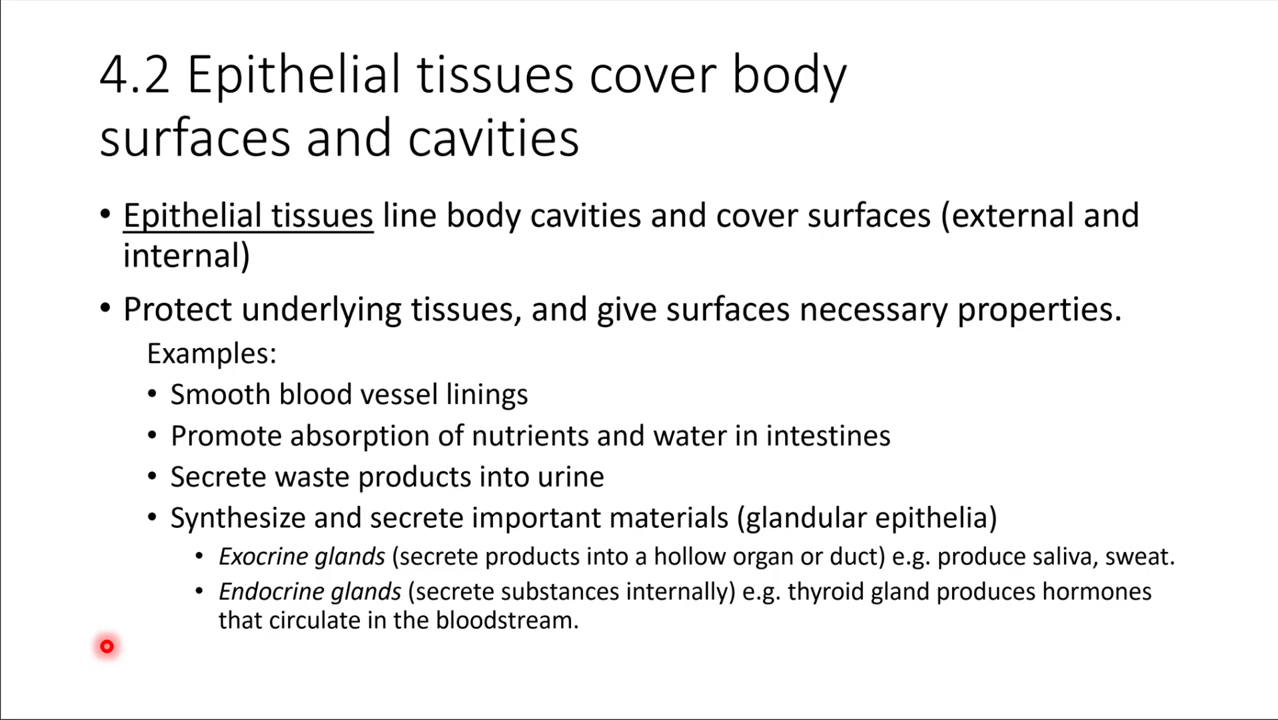 4.2 Epithelial tissues cover body
surfaces and cavities
• Epithelial tissues line body cavities and cover surfaces (external and
internal)
• Protect underlying tissues, and give surfaces necessary properties.
Examples:
• Smooth blood vessel linings
• Promote absorption of nutrients and water in intestines
• Secrete waste products into urine
• Synthesize and secrete important materials (glandular epithelia)
• Exocrine glands (secrete products into a hollow organ or duct) e.g. produce saliva, sweat.
• Endocrine glands (secrete substances internally) e.g. thyroid gland produces hormones
that circulate in the bloodstream.